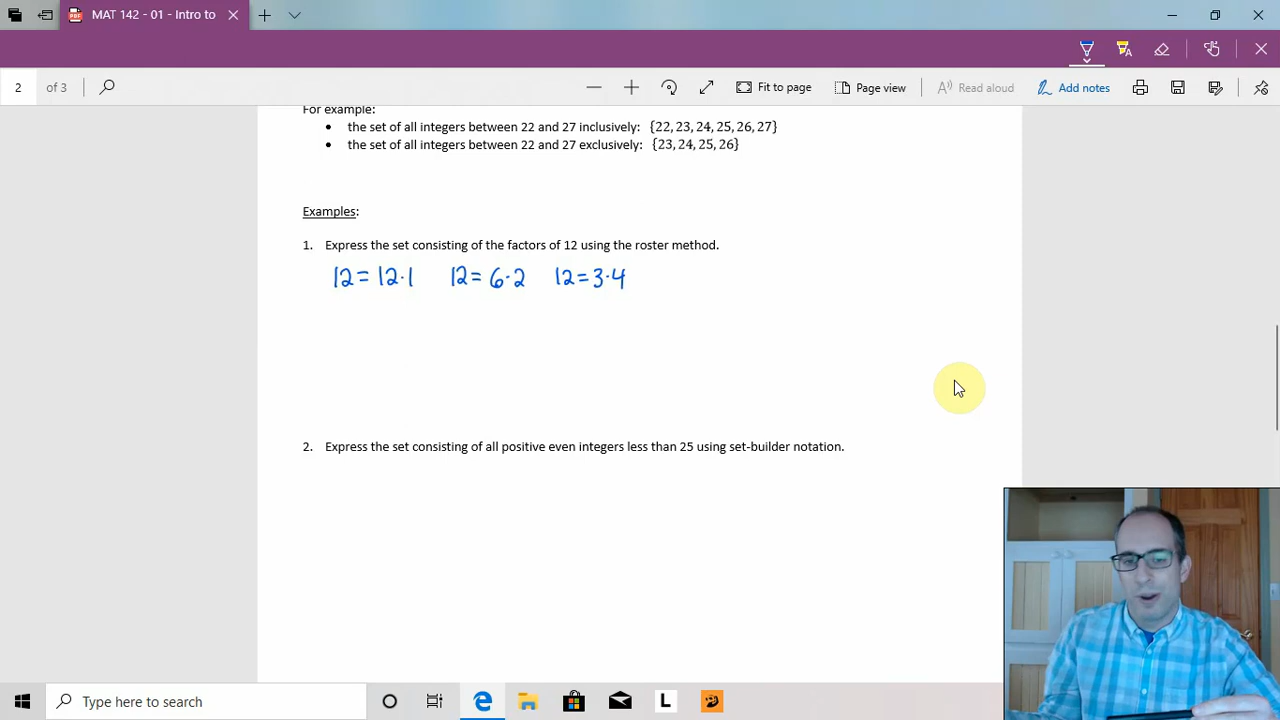 MAT 142 - 01 - Intro to
2 of 3
Fit to page
Page view
Read aloud
Add notes
For example:
• the set of all integers between 22 and 27 inclusively: {22, 23, 24, 25, 26, 27}
• the set of all integers between 22 and 27 exclusively: {23, 24, 25, 26}
Examples:
1. Express the set consisting of the factors of 12 using the roster method.
12 = 12·1 12 = 6·2 12 = 3·4
2. Express the set consisting of all positive even integers less than 25 using set-builder notation.
Type here to search
L